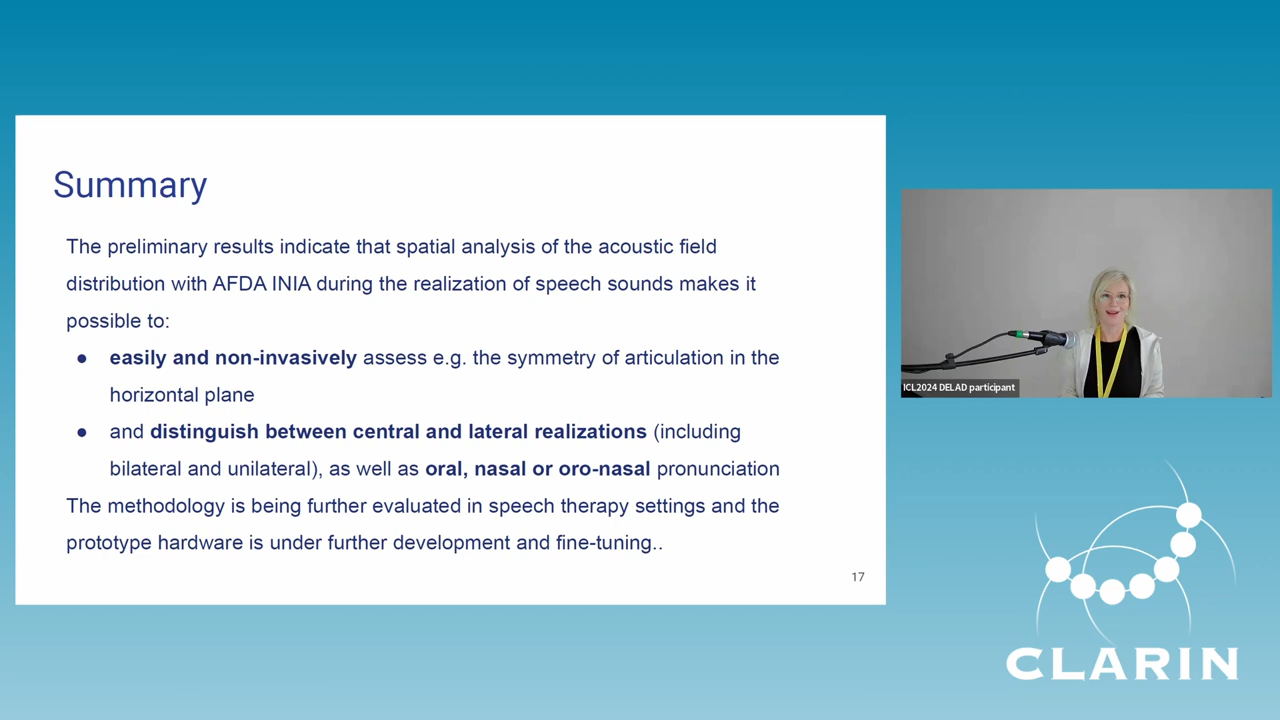 Summary
The preliminary results indicate that spatial analysis of the acoustic field
distribution with AFDA INIA during the realization of speech sounds makes it
possible to:
● easily and non-invasively assess e.g. the symmetry of articulation in the
horizontal plane
● and distinguish between central and lateral realizations (including
bilateral and unilateral), as well as oral, nasal or oro-nasal pronunciation
The methodology is being further evaluated in speech therapy settings and the
prototype hardware is under further development and fine-tuning..
17
ICL2024 DELAD participant
CLARIN